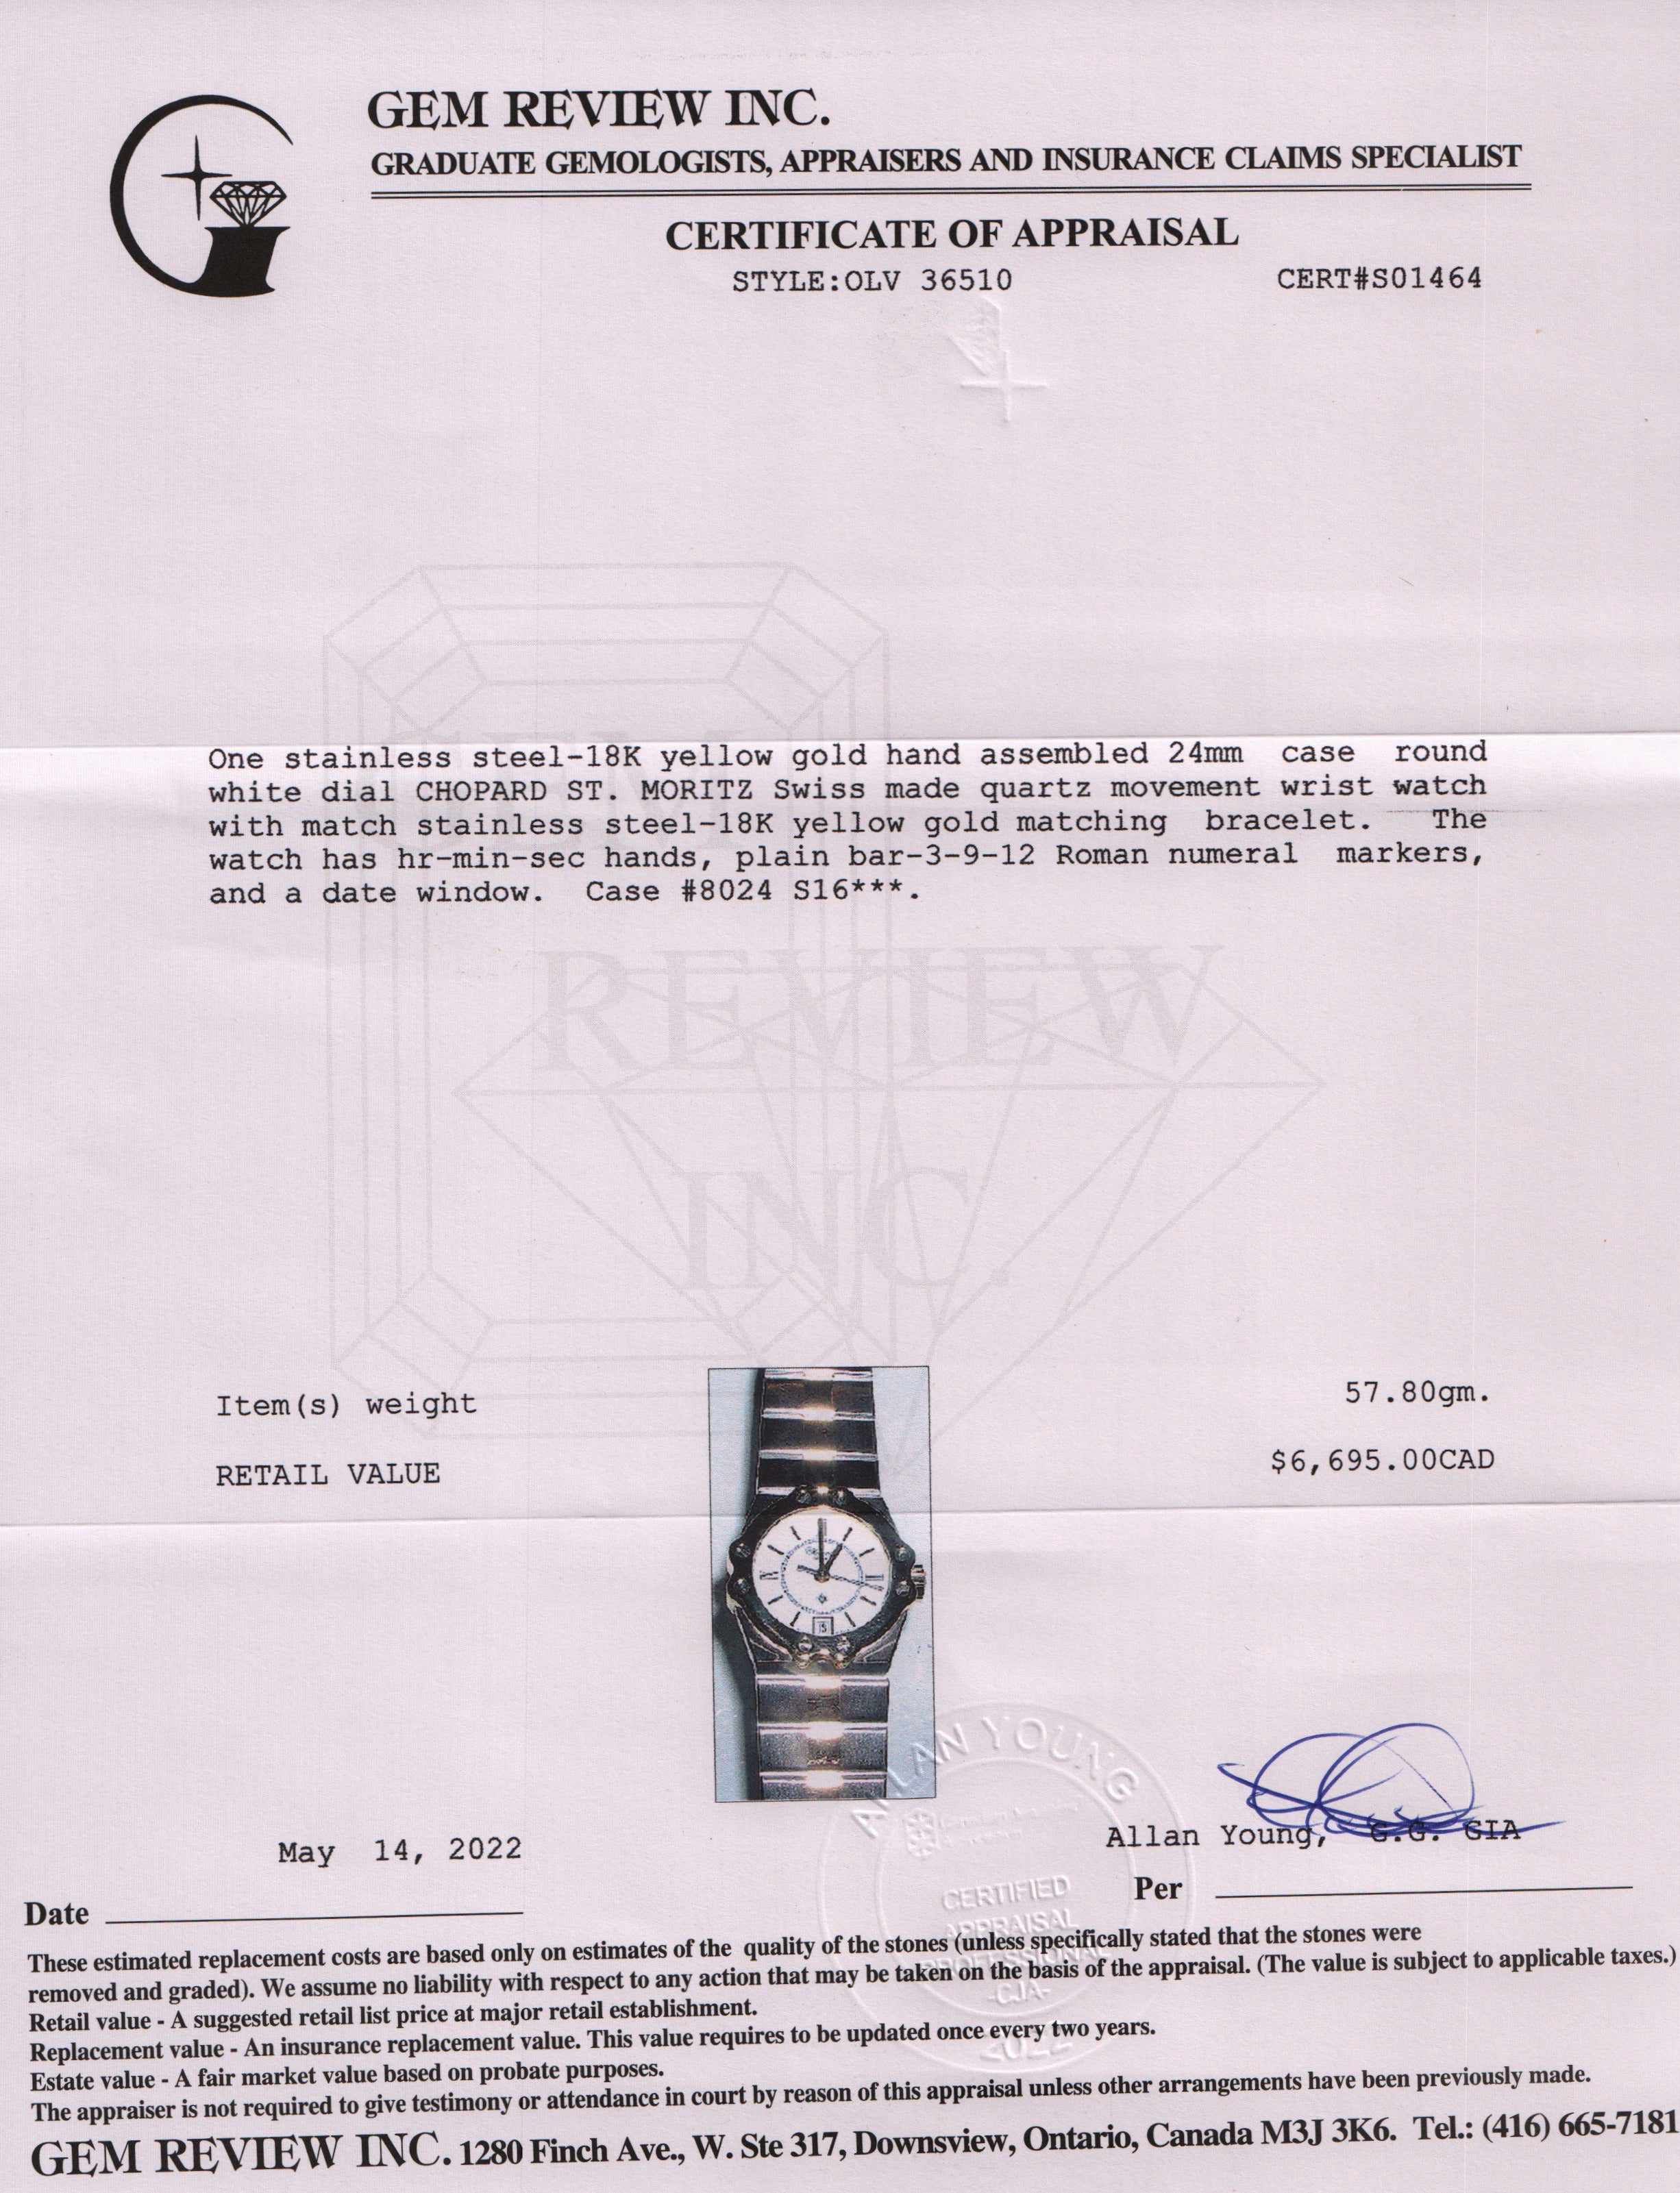 GEM REVIEW INC.
GRADUATE GEMOLOGISTS, APPRAISERS AND INSURANCE CLAIMS SPECIALIST
CERTIFICATE OF APPRAISAL
STYLE:OLV 36510 CERT#S01464
One stainless steel-18K yellow gold hand assembled 24mm case round
white dial CHOPARD ST. MORITZ Swiss made quartz movement wrist watch
with match stainless steel-18K yellow gold matching bracelet. The
watch has hr-min-sec hands, plain bar-3-9-12 Roman numeral markers,
and a date window. Case #8024 S16***.
GEM
REVIEW
INC.
Item(s) weight 57.80gm.
RETAIL VALUE $6,695.00CAD
ALLAN YOUNG
CERTIFIED
APPRAISAL
PROFESSIONAL
-CJA-
2022
May 14, 2022
Allan Young, G.G. GIA
Date
Per
These estimated replacement costs are based only on estimates of the quality of the stones (unless specifically stated that the stones were
removed and graded). We assume no liability with respect to any action that may be taken on the basis of the appraisal. (The value is subject to applicable taxes.)
Retail value - A suggested retail list price at major retail establishment.
Replacement value - An insurance replacement value. This value requires to be updated once every two years.
Estate value - A fair market value based on probate purposes.
The appraiser is not required to give testimony or attendance in court by reason of this appraisal unless other arrangements have been previously made.
GEM REVIEW INC. 1280 Finch Ave., W. Ste 317, Downsview, Ontario, Canada M3J 3K6. Tel.: (416) 665-7181